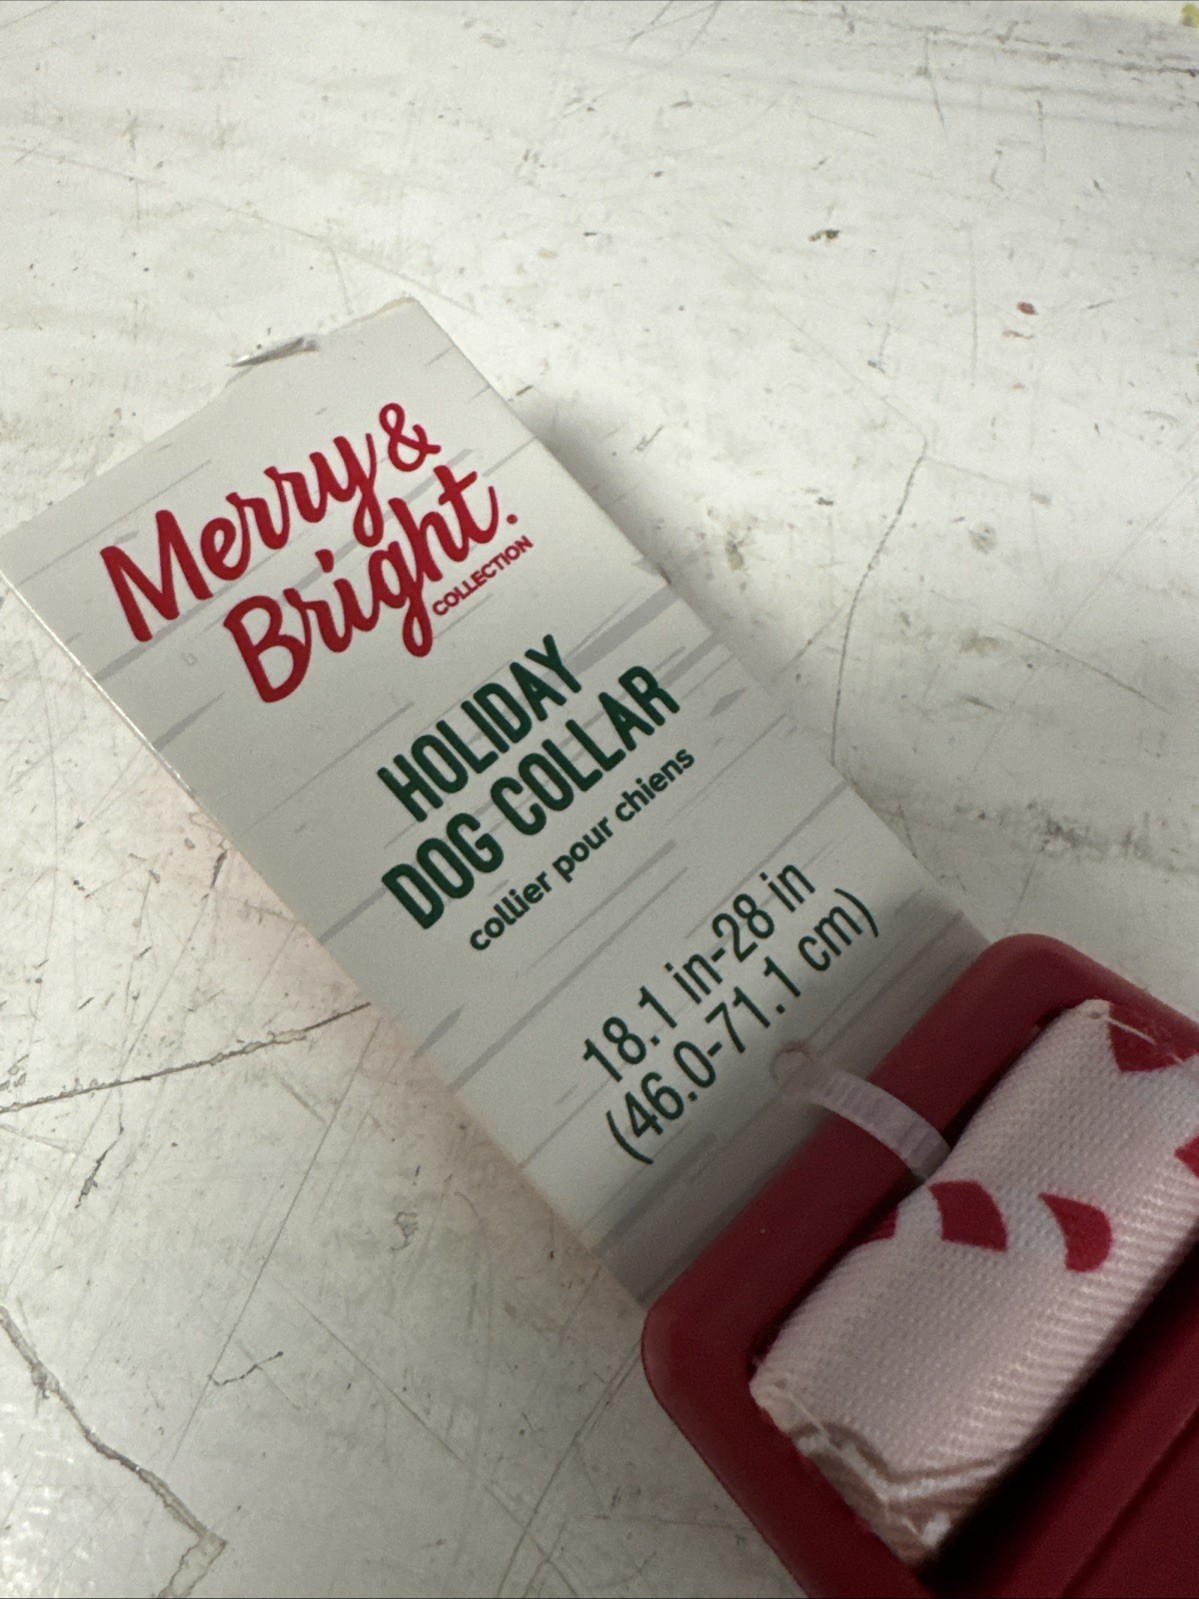 Merry &
Bright.
COLLECTION
HOLIDAY
DOG COLLAR
collier pour chiens
18.1 in-28 in
(46.0-71.1 cm)